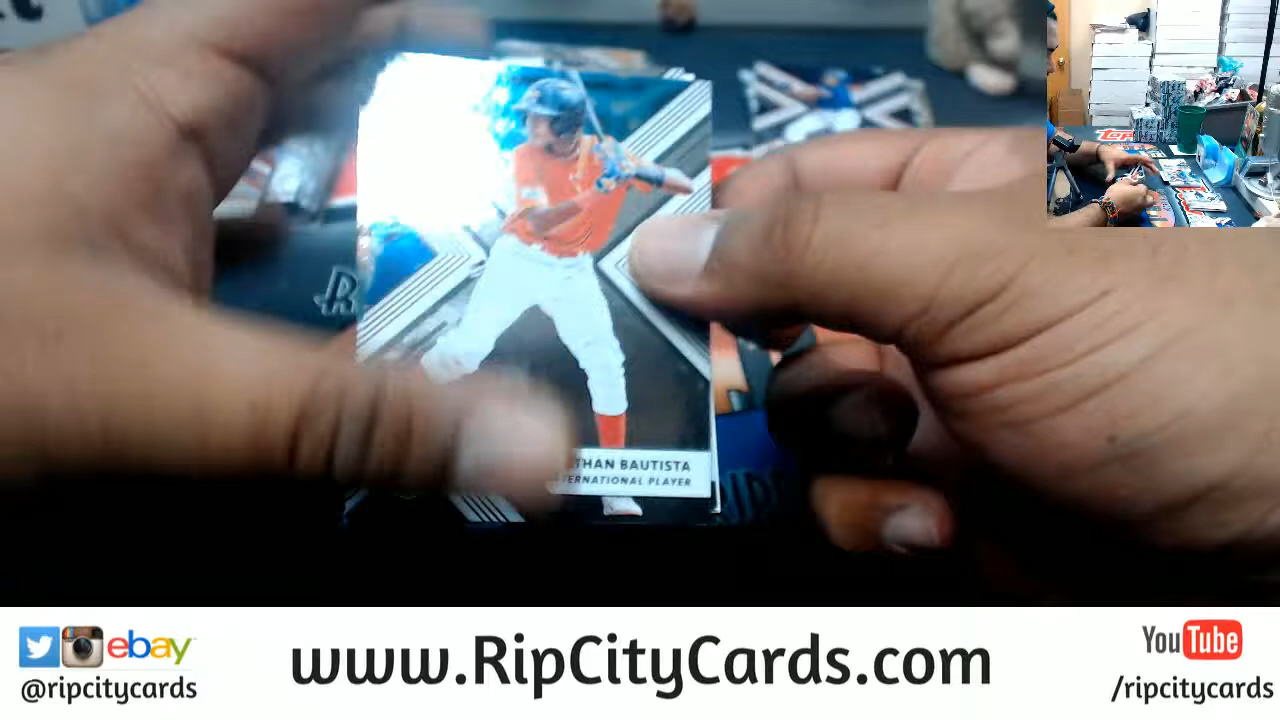 THAN BAUTISTA
ERNATIONAL PLAYER
ebay
@ripcitycards
www.RipCityCards.com
YouTube
/ripcitycards